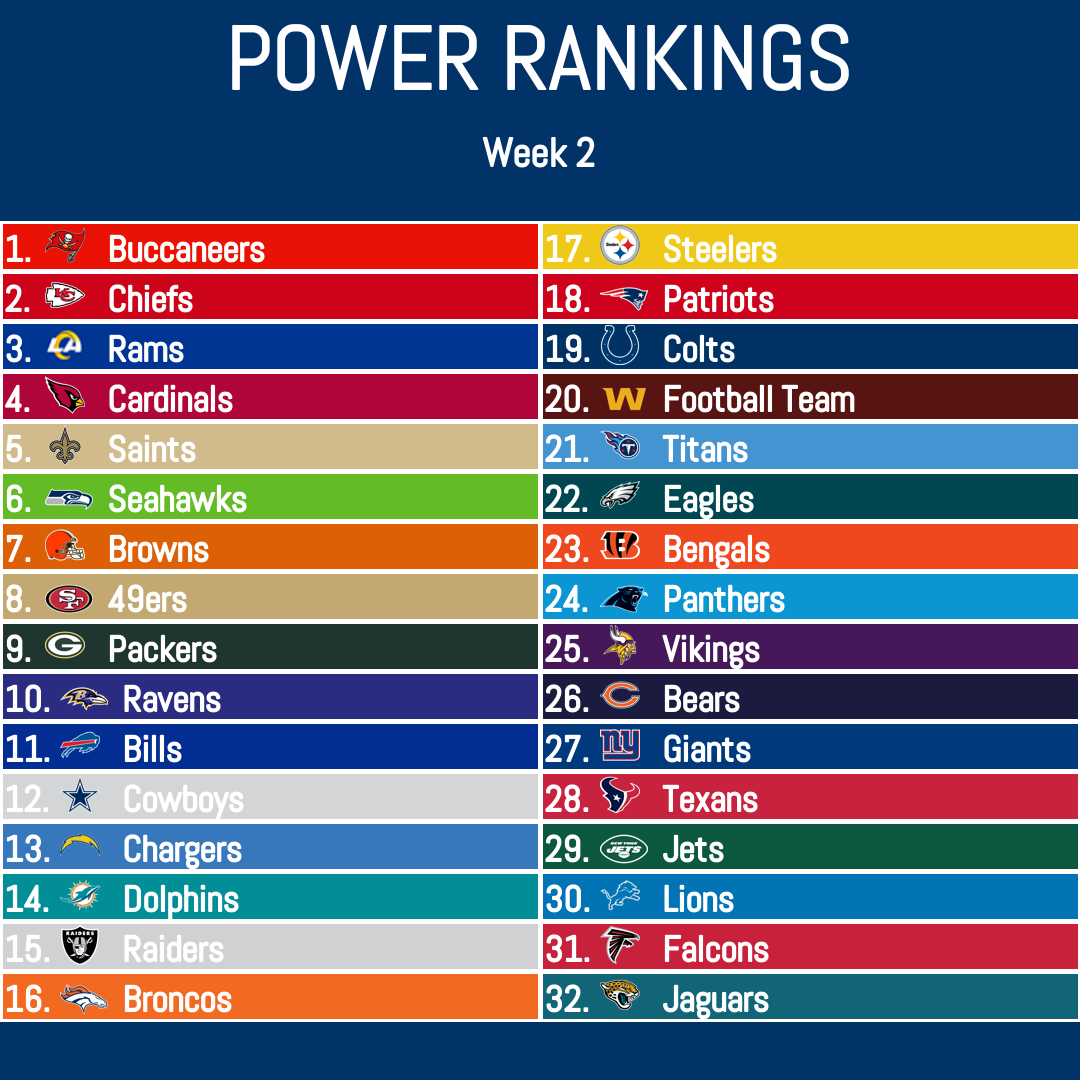 POWER RANKINGS
Week 2
1. Buccaneers
2. Chiefs
3. Rams
4. Cardinals
5. Saints
6. Seahawks
7. Browns
8. 49ers
9. Packers
10. Ravens
11. Bills
12. Cowboys
13. Chargers
14. Dolphins
15. Raiders
16. Broncos
17. Steelers
18. Patriots
19. Colts
20. Football Team
21. Titans
22. Eagles
23. Bengals
24. Panthers
25. Vikings
26. Bears
27. Giants
28. Texans
29. Jets
30. Lions
31. Falcons
32. Jaguars